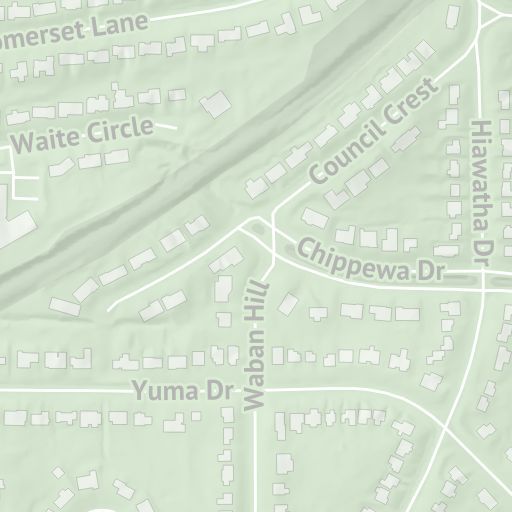 omerset Lane
Waite Circle
Council Crest
Hiawatha Dr
Chippewa Dr
Waban Hill
Yuma Dr